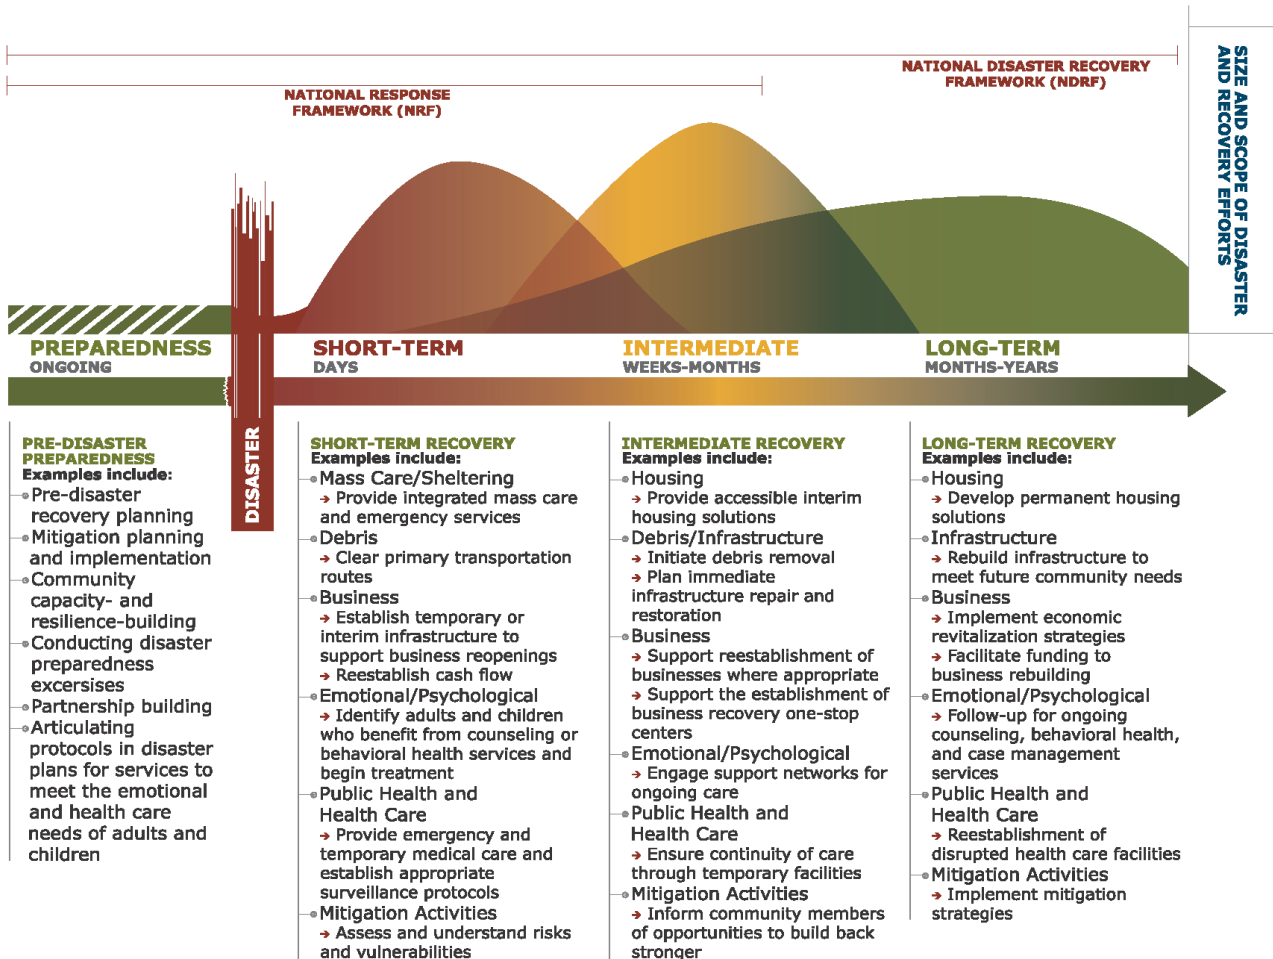 NATIONAL DISASTER RECOVERY
FRAMEWORK (NDRF)
NATIONAL RESPONSE
FRAMEWORK (NRF)
SIZE AND SCOPE OF DISASTER
AND RECOVERY EFFORTS
PREPAREDNESS
ONGOING
SHORT-TERM
DAYS
INTERMEDIATE
WEEKS-MONTHS
LONG-TERM
MONTHS-YEARS
DISASTER
PRE-DISASTER
PREPAREDNESS
Examples include:
Pre-disaster
recovery planning
Mitigation planning
and implementation
Community
capacity- and
resilience-building
Conducting disaster
preparedness
excersises
Partnership building
Articulating
protocols in disaster
plans for services to
meet the emotional
and health care
needs of adults and
children
SHORT-TERM RECOVERY
Examples include:
Mass Care/Sheltering
➔ Provide integrated mass care
and emergency services
Debris
➔ Clear primary transportation
routes
Business
➔ Establish temporary or
interim infrastructure to
support business reopenings
➔ Reestablish cash flow
Emotional/Psychological
➔ Identify adults and children
who benefit from counseling or
behavioral health services and
begin treatment
Public Health and
Health Care
➔ Provide emergency and
temporary medical care and
establish appropriate
surveillance protocols
Mitigation Activities
➔ Assess and understand risks
and vulnerabilities
INTERMEDIATE RECOVERY
Examples include:
Housing
➔ Provide accessible interim
housing solutions
Debris/Infrastructure
➔ Initiate debris removal
➔ Plan immediate
infrastructure repair and
restoration
Business
➔ Support reestablishment of
businesses where appropriate
➔ Support the establishment of
business recovery one-stop
centers
Emotional/Psychological
➔ Engage support networks for
ongoing care
Public Health and
Health Care
➔ Ensure continuity of care
through temporary facilities
Mitigation Activities
➔ Inform community members
of opportunities to build back
stronger
LONG-TERM RECOVERY
Examples include:
Housing
➔ Develop permanent housing
solutions
Infrastructure
➔ Rebuild infrastructure to
meet future community needs
Business
➔ Implement economic
revitalization strategies
➔ Facilitate funding to
business rebuilding
Emotional/Psychological
➔ Follow-up for ongoing
counseling, behavioral health,
and case management
services
Public Health and
Health Care
➔ Reestablishment of
disrupted health care facilities
Mitigation Activities
➔ Implement mitigation
strategies